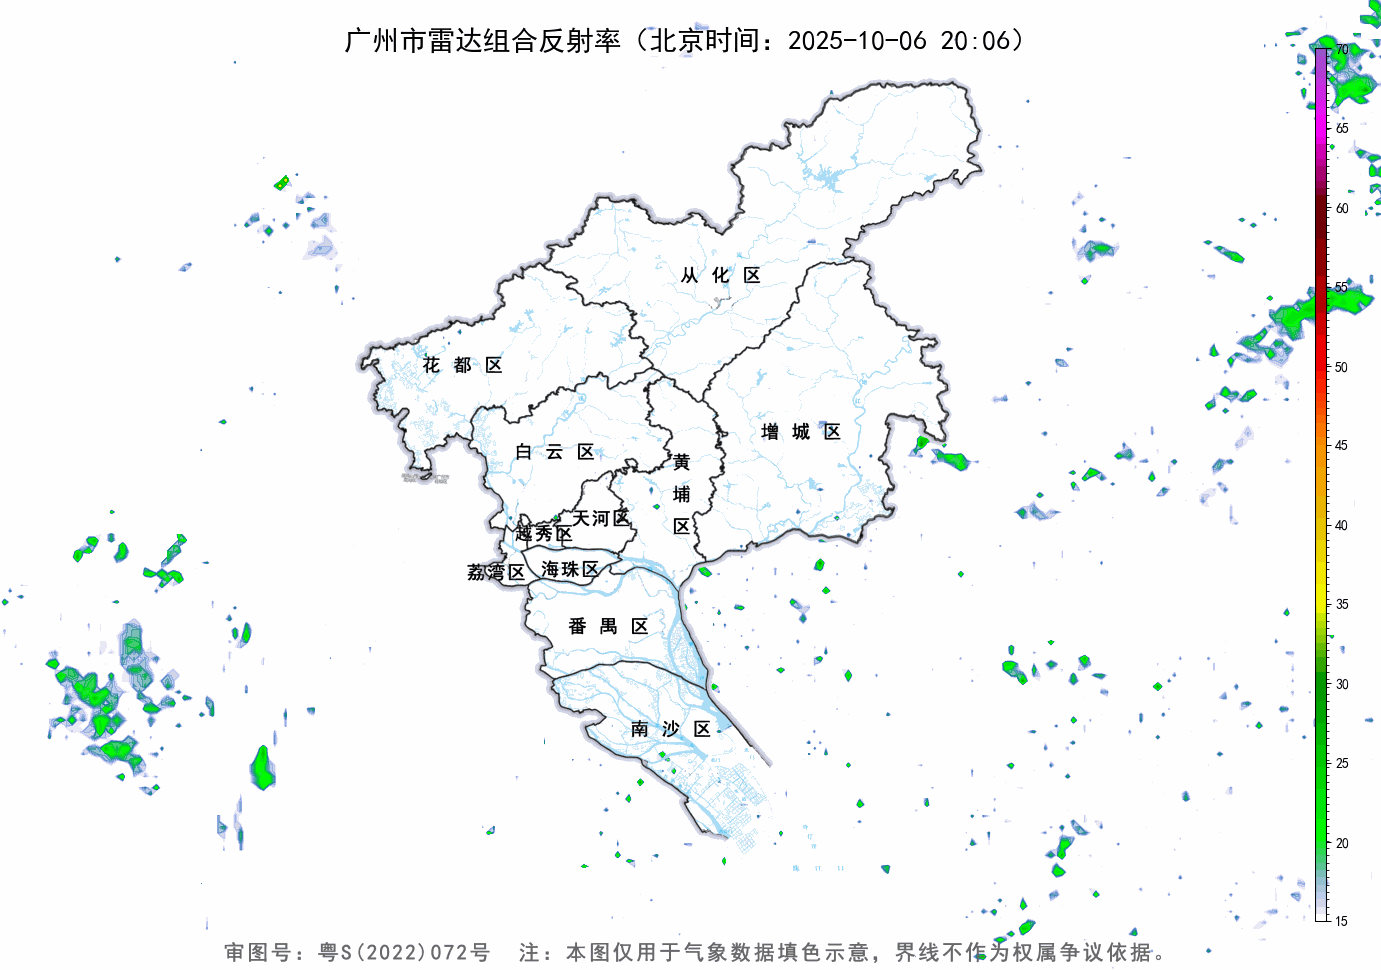 广州市雷达组合反射率（北京时间：2025-10-06 20:06）
70
65
60
55
50
45
40
35
30
25
20
15
从化区
花都区
增城区
白云区
黄埔区
天河区
越秀区
荔湾区
海珠区
番禺区
南沙区
审图号：粤S(2022)072号 注：本图仅用于气象数据填色示意，界线不作为权属争议依据。